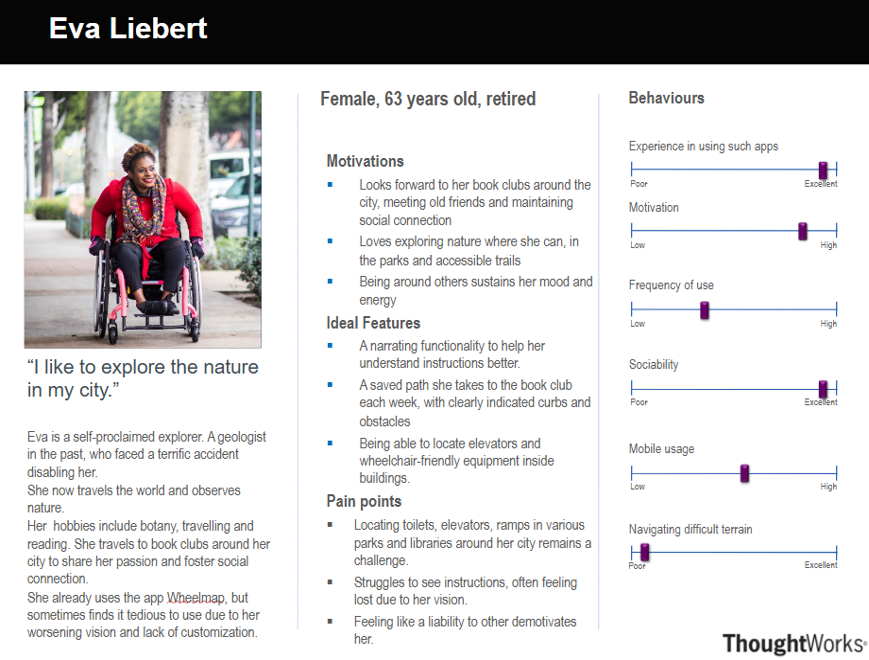 Eva Liebert
“I like to explore the nature
in my city.”
Eva is a self-proclaimed explorer. A geologist
in the past, who faced a terrific accident
disabling her.
She now travels the world and observes
nature.
Her hobbies include botany, travelling and
reading. She travels to book clubs around her
city to share her passion and foster social
connection.
She already uses the app Wheelmap, but
sometimes finds it tedious to use due to her
worsening vision and lack of customization.
Female, 63 years old, retired
Motivations
▪ Looks forward to her book clubs around the
city, meeting old friends and maintaining
social connection
▪ Loves exploring nature where she can, in
the parks and accessible trails
▪ Being around others sustains her mood and
energy
Ideal Features
▪ A narrating functionality to help her
understand instructions better.
▪ A saved path she takes to the book club
each week, with clearly indicated curbs and
obstacles
▪ Being able to locate elevators and
wheelchair-friendly equipment inside
buildings.
Pain points
▪ Locating toilets, elevators, ramps in various
parks and libraries around her city remains a
challenge.
▪ Struggles to see instructions, often feeling
lost due to her vision.
▪ Feeling like a liability to other demotivates
her.
Behaviours
Experience in using such apps
Poor Excellent
Motivation
Low High
Frequency of use
Low High
Sociability
Poor Excellent
Mobile usage
Low High
Navigating difficult terrain
Poor Excellent
ThoughtWorks®